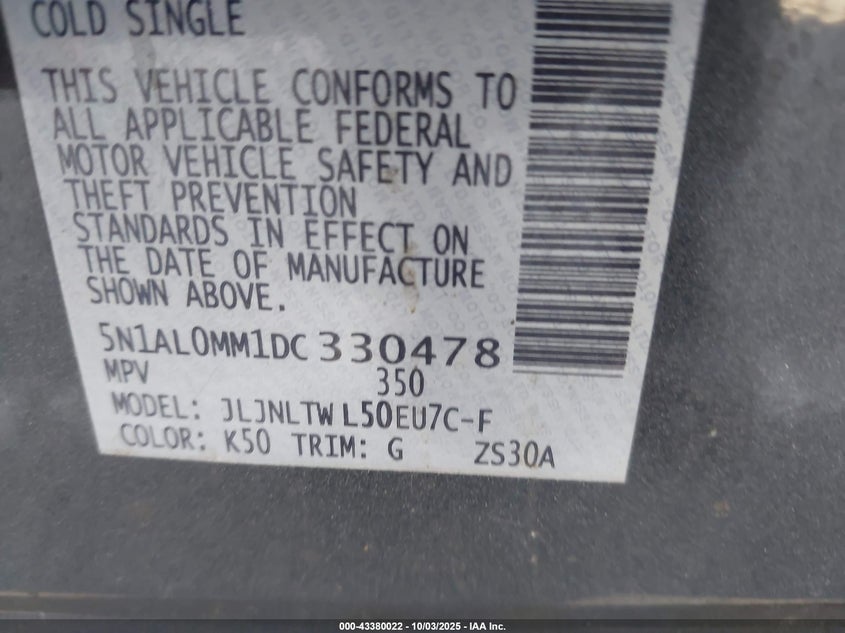 COLD SINGLE
THIS VEHICLE CONFORMS TO
ALL APPLICABLE FEDERAL
MOTOR VEHICLE SAFETY AND
THEFT PREVENTION
STANDARDS IN EFFECT ON
THE DATE OF MANUFACTURE
SHOWN ABOVE.
5N1AL0MM1DC330478
MPV 350
MODEL: JLJNLTW L50EU7C-F
COLOR: K50 TRIM: G ZS30A
000-43380022 - 10/03/2025 - IAA Inc.